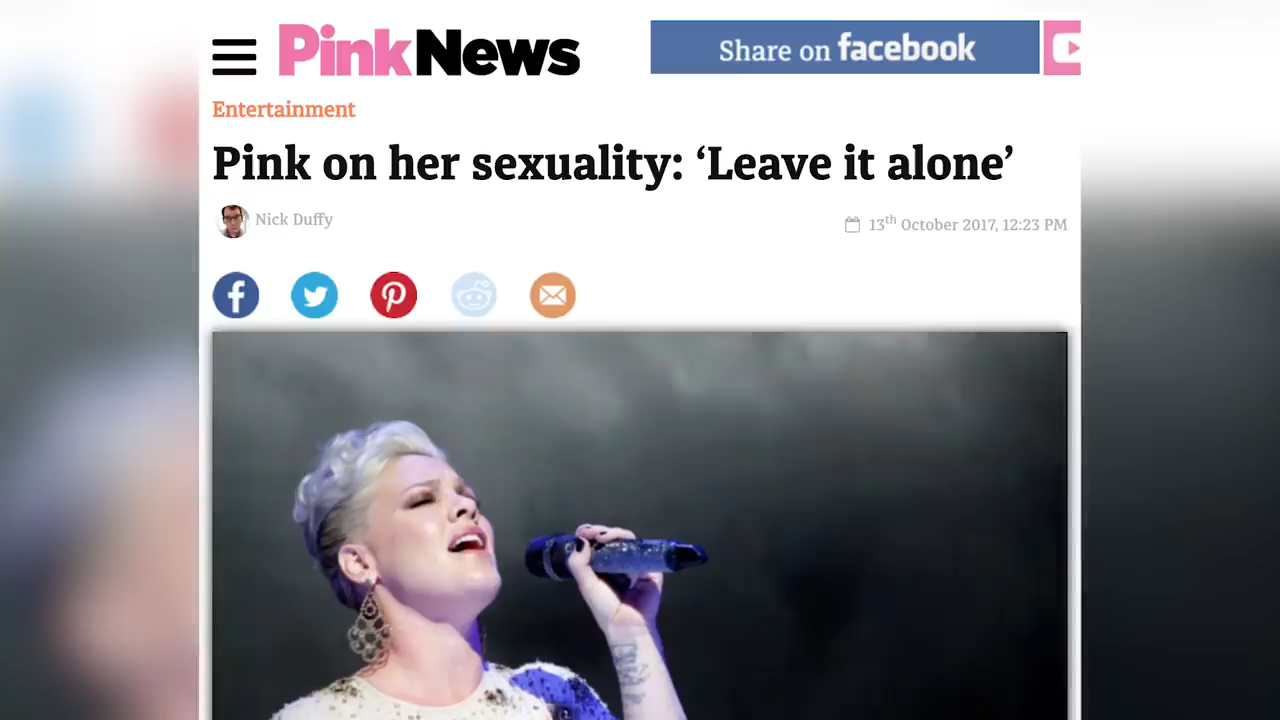 PinkNews
Share on facebook
Entertainment
Pink on her sexuality: ‘Leave it alone’
Nick Duffy
13th October 2017, 12:23 PM